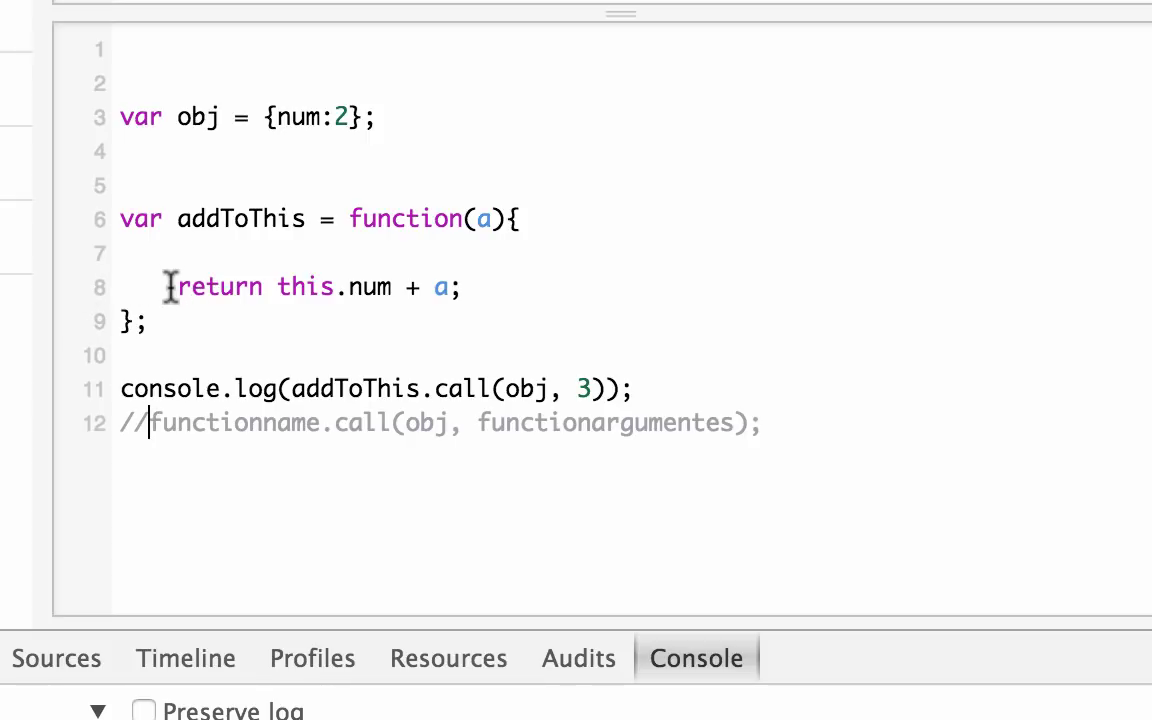 1
2
3 var obj = {num:2};
4
5
6 var addToThis = function(a){
7
8 return this.num + a;
9 };
10
11 console.log(addToThis.call(obj, 3));
12 //functionname.call(obj, functionargumentes);
Sources Timeline Profiles Resources Audits Console
▼ Preserve log